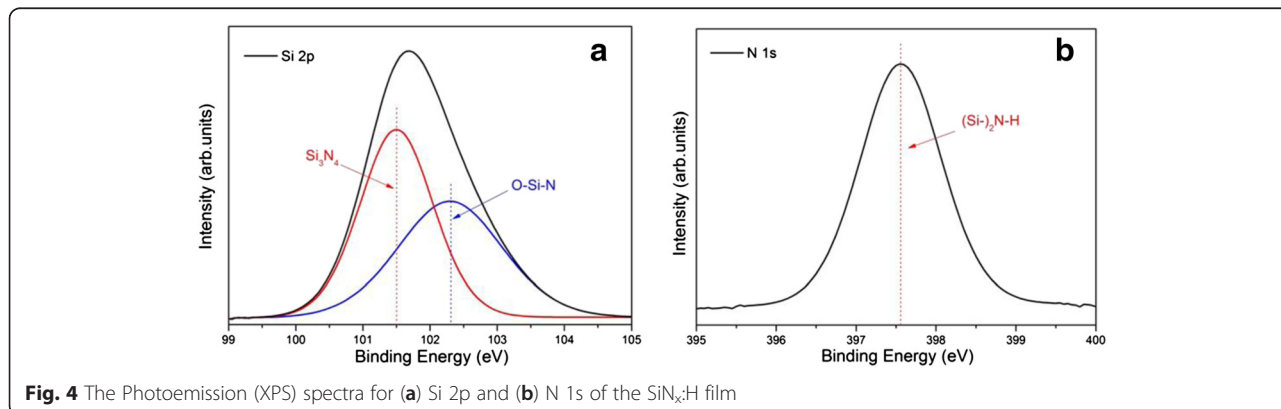 Si 2p
a
Si₃N₄
O-Si-N
Intensity (arb.units)
99 100 101 102 103 104 105
Binding Energy (eV)
N 1s
b
(Si-)₂N-H
Intensity (arb.units)
395 396 397 398 399 400
Binding Energy (eV)
Fig. 4 The Photoemission (XPS) spectra for (a) Si 2p and (b) N 1s of the SiNₓ:H film